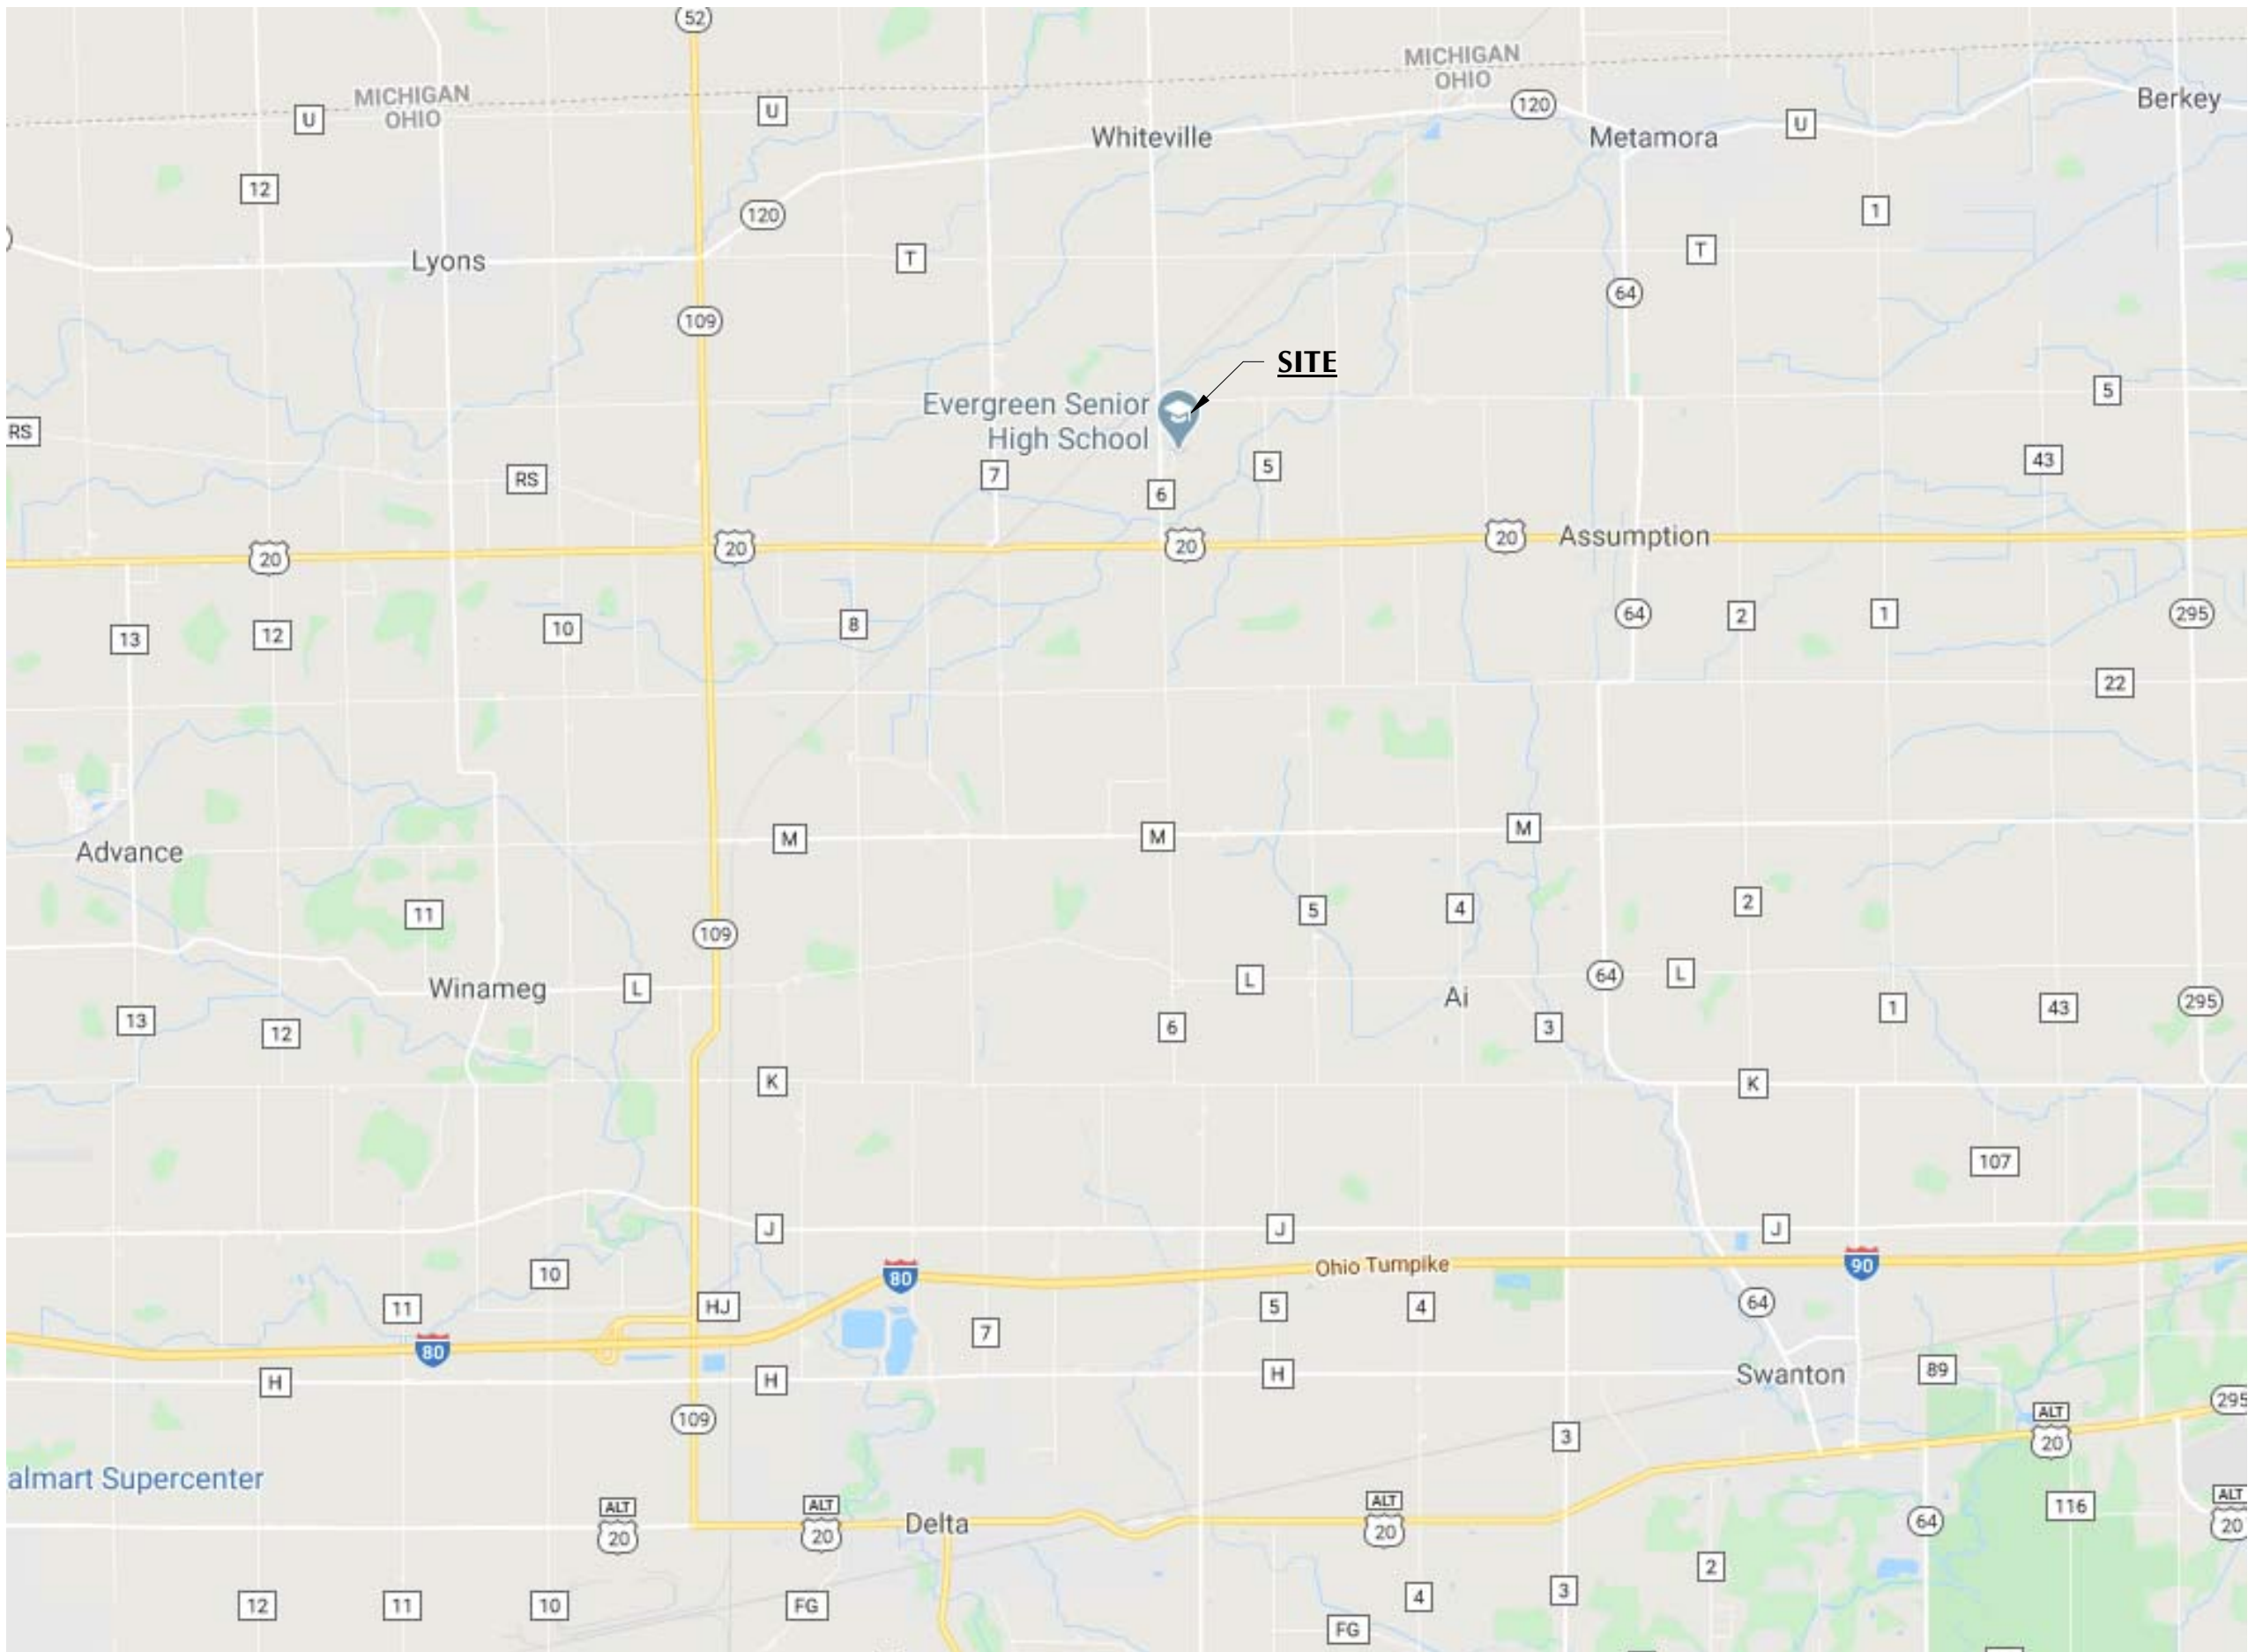 52
MICHIGAN
OHIO
MICHIGAN
OHIO
Berkey
120
U
U
U
Whiteville
Metamora
12
1
120
Lyons
T
T
64
109
SITE
Evergreen Senior
High School
5
RS
RS
7
5
43
6
20
20
20
20
Assumption
13
12
10
8
64
2
1
295
22
M
M
M
Advance
11
5
4
2
109
Winameg
L
L
64
L
Ai
13
12
6
3
1
43
295
K
K
107
J
J
J
10
80
Ohio Turnpike
90
11
HJ
5
4
64
7
80
H
H
H
Swanton
89
109
295
3
ALT
20
almart Supercenter
ALT
20
ALT
20
Delta
ALT
20
64
116
ALT
20
2
12
11
10
FG
4
3
FG